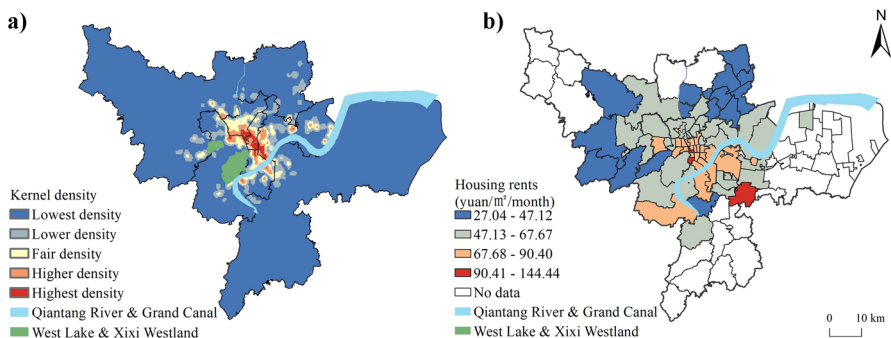 a)
Kernel density
Lowest density
Lower density
Fair density
Higher density
Highest density
Qiantang River & Grand Canal
West Lake & Xixi Westland
b)
N
Housing rents
(yuan/㎡/month)
27.04 - 47.12
47.13 - 67.67
67.68 - 90.40
90.41 - 144.44
No data
Qiantang River & Grand Canal
West Lake & Xixi Westland
0 10 km